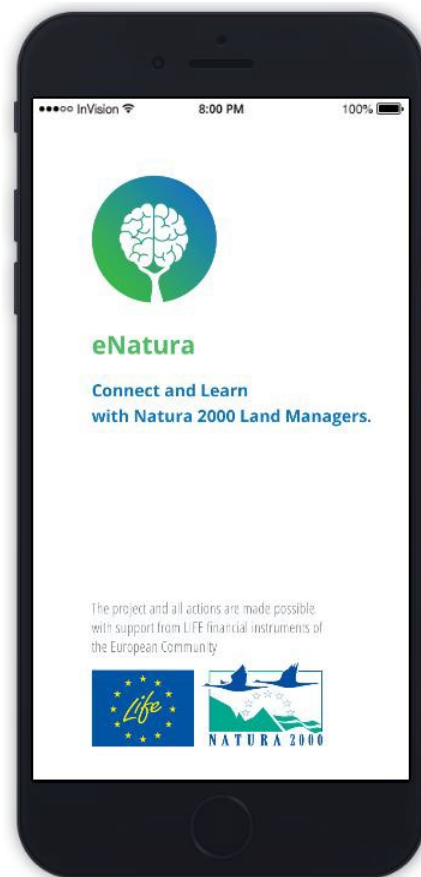 InVision 8:00 PM 100%
eNatura
Connect and Learn
with Natura 2000 Land Managers.
The project and all actions are made possible
with support from LIFE financial instruments of
the European Community
Life
NATURA 2000